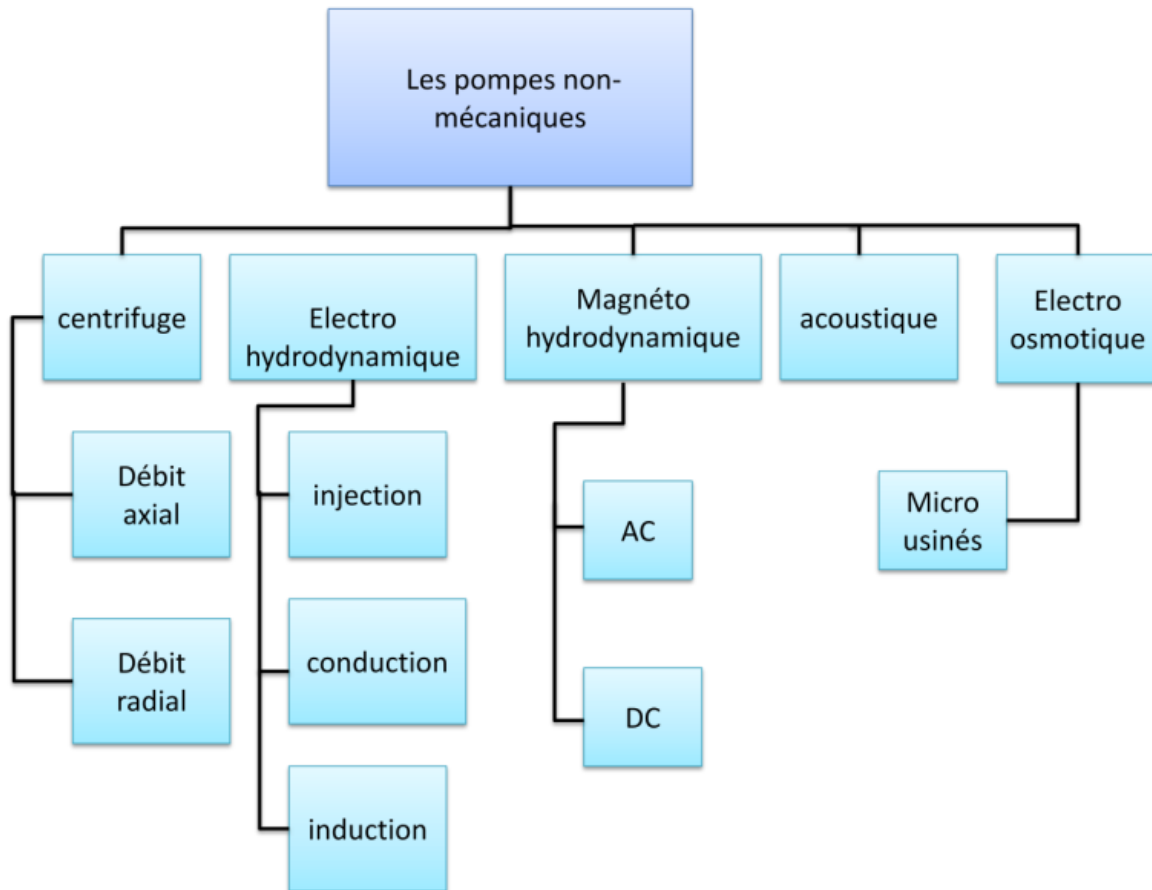 Les pompes non-
mécaniques
centrifuge
Electro
hydrodynamique
Magnéto
hydrodynamique
acoustique
Electro
osmotique
Débit
axial
Débit
radial
injection
conduction
induction
AC
DC
Micro
usinés